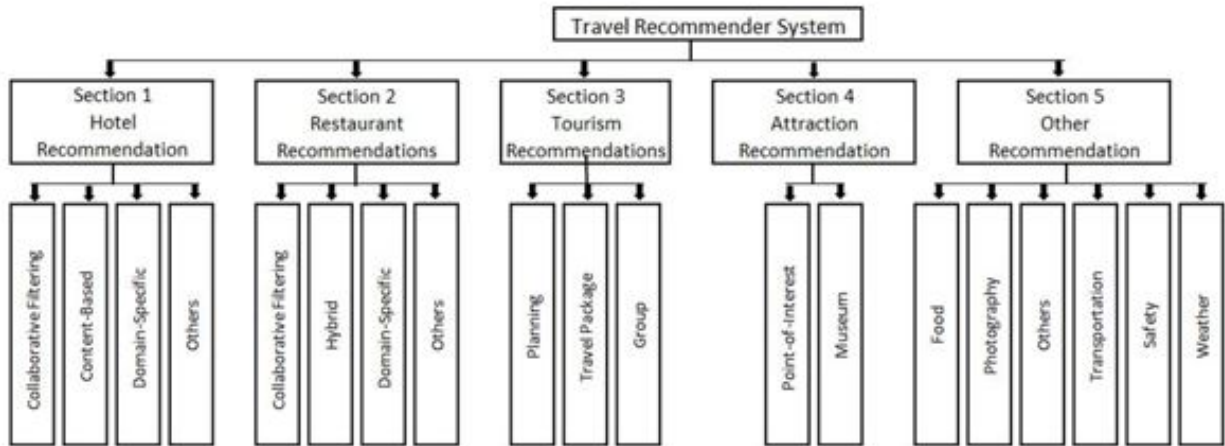 Travel Recommender System
Section 1
Hotel
Recommendation
Section 2
Restaurant
Recommendations
Section 3
Tourism
Recommendations
Section 4
Attraction
Recommendation
Section 5
Other
Recommendation
Collaborative Filtering
Content-Based
Domain-Specific
Others
Collaborative Filtering
Hybrid
Domain-Specific
Others
Planning
Travel Package
Group
Point-of-Interest
Museum
Food
Photography
Others
Transportation
Safety
Weather